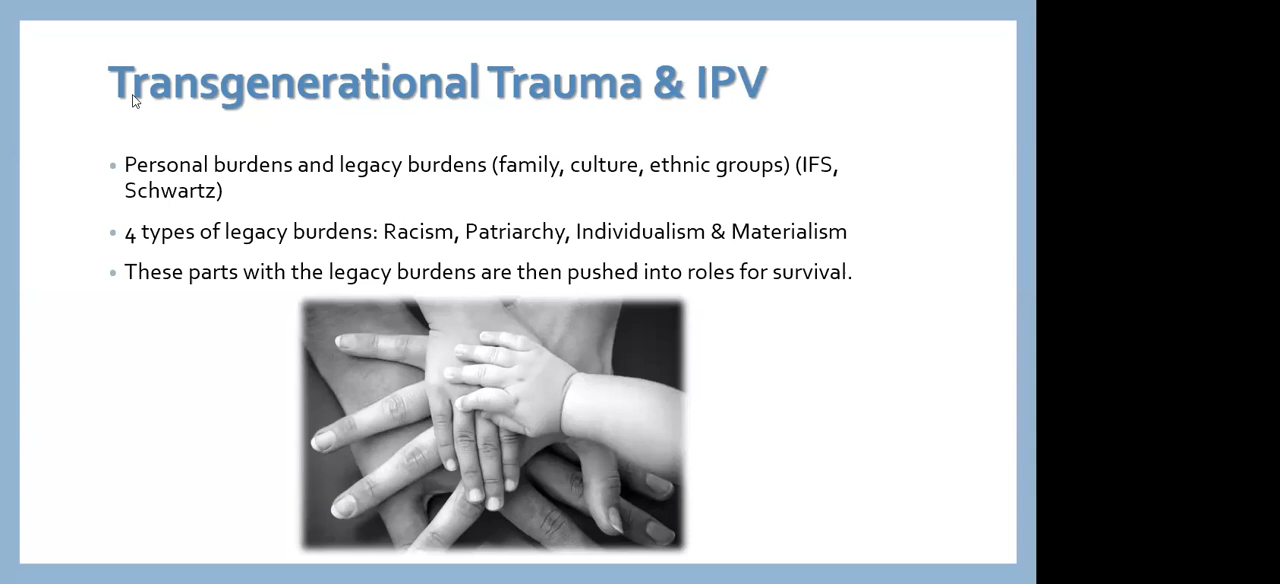 Transgenerational Trauma & IPV
• Personal burdens and legacy burdens (family, culture, ethnic groups) (IFS,
Schwartz)
• 4 types of legacy burdens: Racism, Patriarchy, Individualism & Materialism
• These parts with the legacy burdens are then pushed into roles for survival.